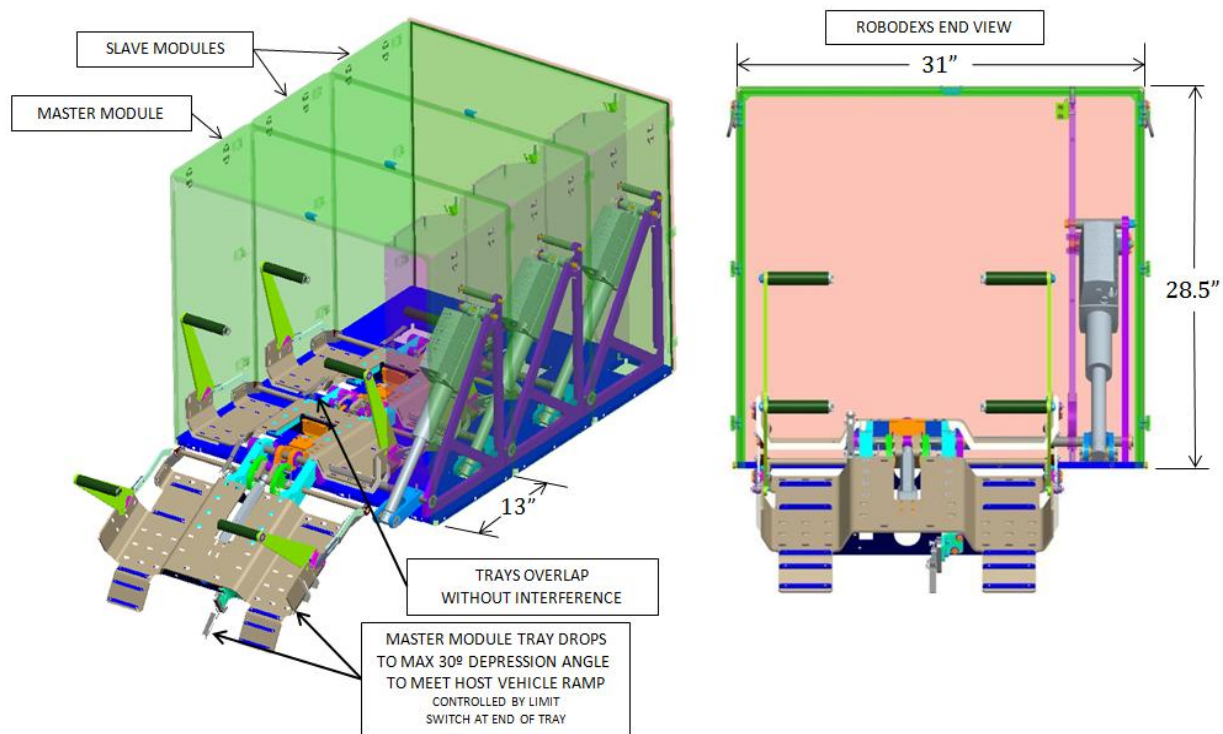 SLAVE MODULES
MASTER MODULE
13”
TRAYS OVERLAP
WITHOUT INTERFERENCE
MASTER MODULE TRAY DROPS
TO MAX 30º DEPRESSION ANGLE
TO MEET HOST VEHICLE RAMP
CONTROLLED BY LIMIT
SWITCH AT END OF TRAY
ROBODEXS END VIEW
31”
28.5”